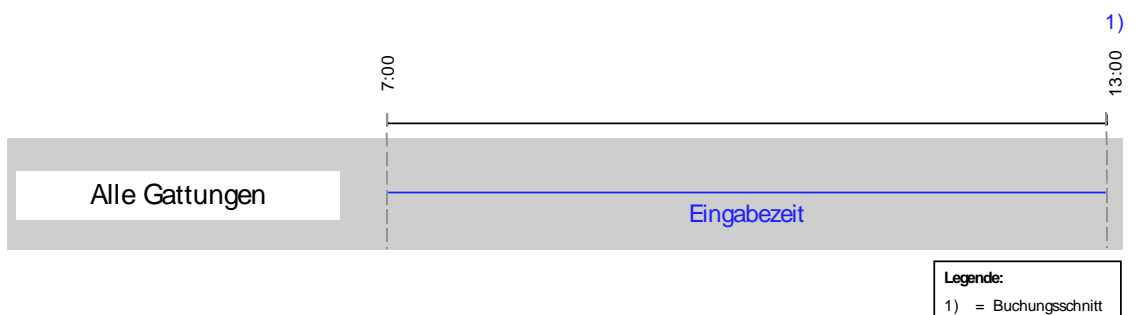 1)
7:00
13:00
Alle Gattungen
Eingabezeit
Legende:
1) = Buchungsschnitt